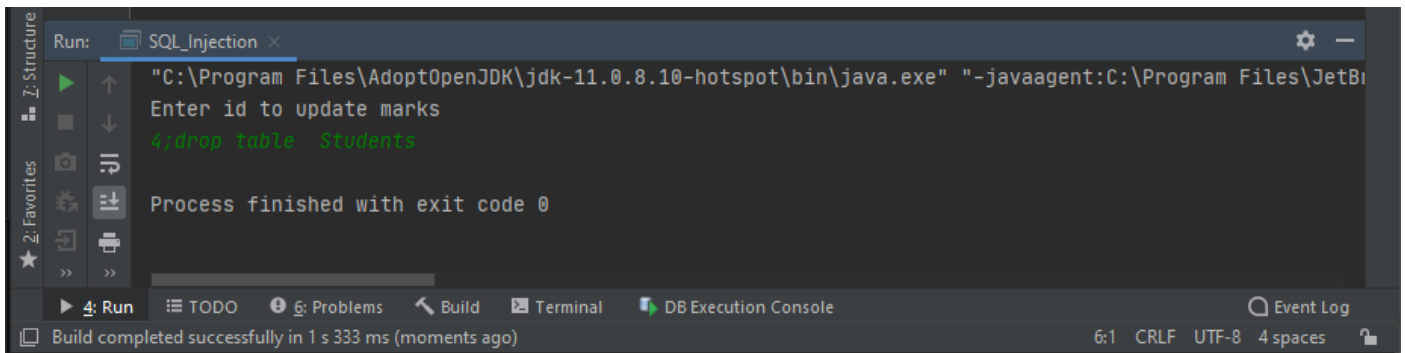 7: Structure
2: Favorites
Run: SQL_Injection
"C:\Program Files\AdoptOpenJDK\jdk-11.0.8.10-hotspot\bin\java.exe" "-javaagent:C:\Program Files\JetBr
Enter id to update marks
4;drop table  Students
Process finished with exit code 0
4: Run TODO 6: Problems Build Terminal DB Execution Console Event Log
Build completed successfully in 1 s 333 ms (moments ago) 6:1 CRLF UTF-8 4 spaces